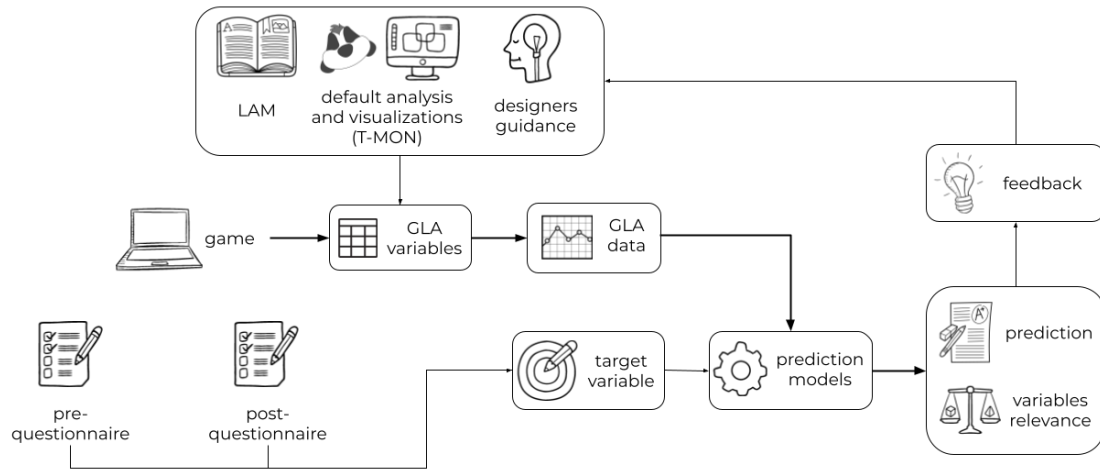 LAM
default analysis
and visualizations
(T-MON)
designers
guidance
feedback
game
GLA
variables
GLA
data
A+
prediction
target
variable
prediction
models
variables
relevance
pre-
questionnaire
post-
questionnaire